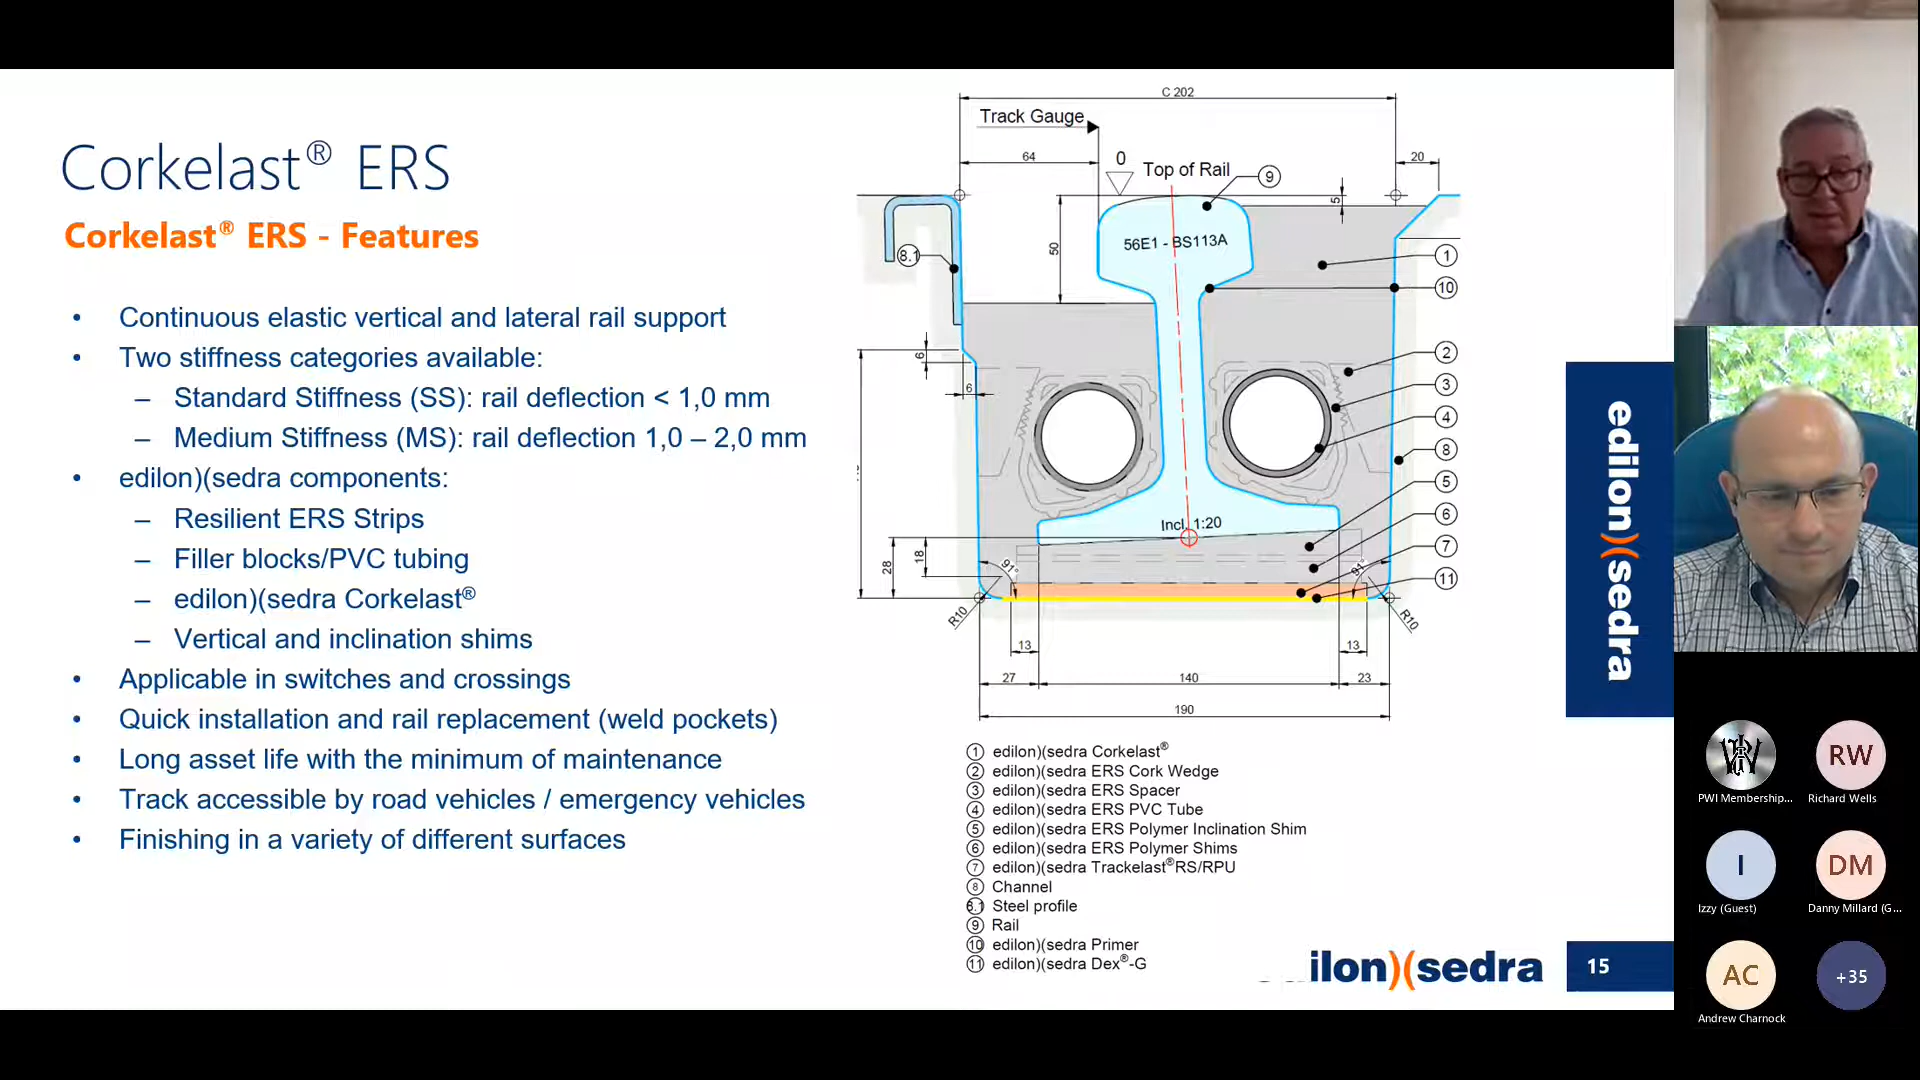 Corkelast® ERS
Corkelast® ERS - Features
• Continuous elastic vertical and lateral rail support
• Two stiffness categories available:
– Standard Stiffness (SS): rail deflection < 1,0 mm
– Medium Stiffness (MS): rail deflection 1,0 – 2,0 mm
• edilon)(sedra components:
– Resilient ERS Strips
– Filler blocks/PVC tubing
– edilon)(sedra Corkelast®
– Vertical and inclination shims
• Applicable in switches and crossings
• Quick installation and rail replacement (weld pockets)
• Long asset life with the minimum of maintenance
• Track accessible by road vehicles / emergency vehicles
• Finishing in a variety of different surfaces
C 202
Track Gauge
64
0
Top of Rail
9
20
5
50
56E1 - BS113A
8.1
1
10
6
6
2
3
4
8
5
6
7
11
Incl. 1:20
28
18
91°
91°
R10
R10
13
13
27
140
23
190
1 edilon)(sedra Corkelast®
2 edilon)(sedra ERS Cork Wedge
3 edilon)(sedra ERS Spacer
4 edilon)(sedra ERS PVC Tube
5 edilon)(sedra ERS Polymer Inclination Shim
6 edilon)(sedra ERS Polymer Shims
7 edilon)(sedra Trackelast®RS/RPU
8 Channel
8.1 Steel profile
9 Rail
10 edilon)(sedra Primer
11 edilon)(sedra Dex®-G
edilon)(sedra
ilon)(sedra
15
PWI Membership...
RW
Richard Wells
I
Izzy (Guest)
DM
Danny Millard (G...
AC
Andrew Charnock
+35